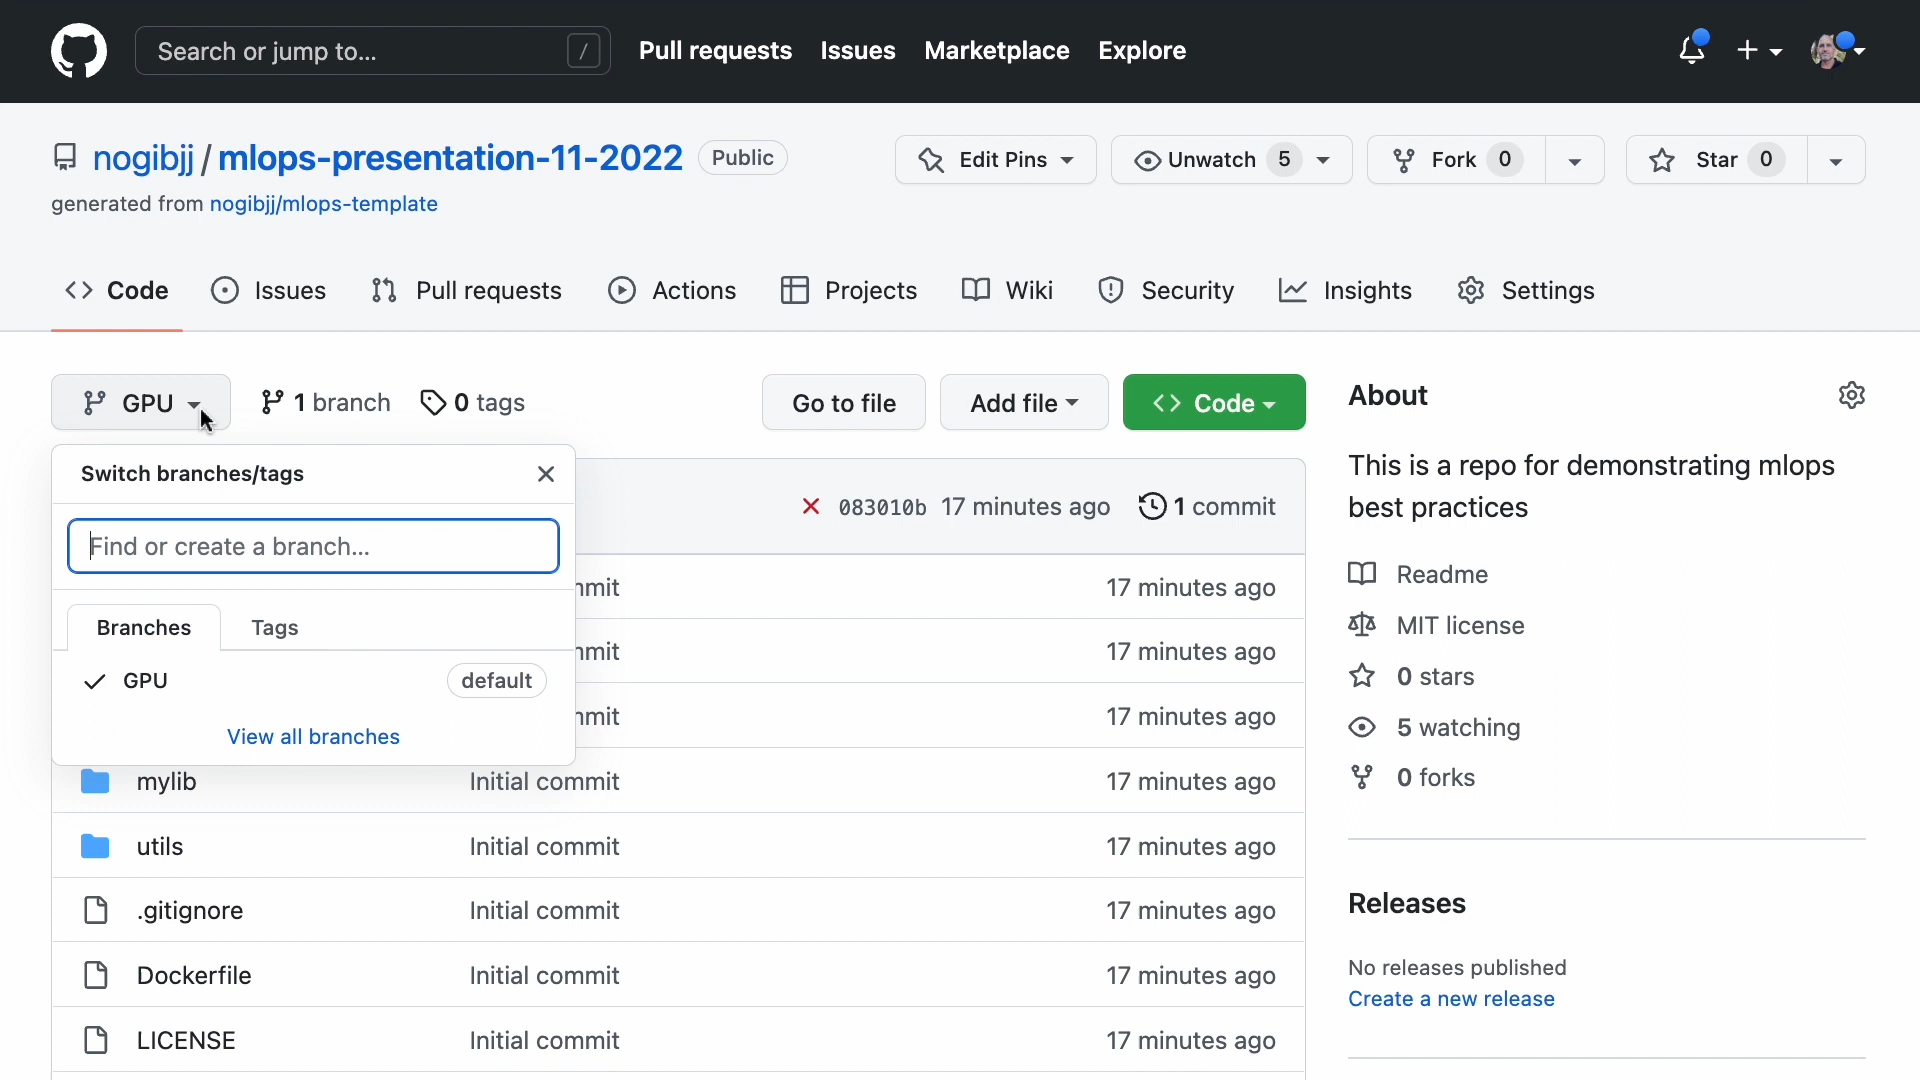 Search or jump to... / Pull requests Issues Marketplace Explore
nogibjj / mlops-presentation-11-2022 Public Edit Pins Unwatch 5 Fork 0 Star 0
generated from nogibjj/mlops-template
Code Issues Pull requests Actions Projects Wiki Security Insights Settings
GPU 1 branch 0 tags Go to file Add file Code About
Switch branches/tags
This is a repo for demonstrating mlops
best practices
083010b 17 minutes ago 1 commit
Find or create a branch...
mmit 17 minutes ago Readme
Branches Tags MIT license
mmit 17 minutes ago
GPU default 0 stars
mmit 17 minutes ago 5 watching
View all branches
mylib Initial commit 17 minutes ago 0 forks
utils Initial commit 17 minutes ago
.gitignore Initial commit 17 minutes ago Releases
Dockerfile Initial commit 17 minutes ago No releases published
Create a new release
LICENSE Initial commit 17 minutes ago